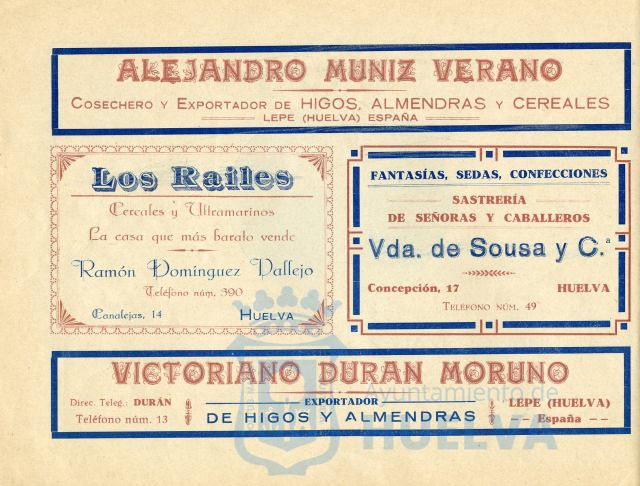 ALEJANDRO MUNIZ VERANO
COSECHERO Y EXPORTADOR DE HIGOS, ALMENDRAS Y CEREALES
LEPE (HUELVA) ESPAÑA
Los Railes
Cereales y Ultramarinos
La casa que más barato vende
Ramón Domínguez Vallejo
Teléfono núm. 390
Canalejas, 14 HUELVA
FANTASÍAS, SEDAS, CONFECCIONES
SASTRERÍA
DE SEÑORAS Y CABALLEROS
Vda. de Sousa y C.ª
Concepción, 17 HUELVA
TELÉFONO NÚM. 49
VICTORIANO DURAN MORUNO
Direc. Teleg.: DURÁN
Teléfono núm. 13
EXPORTADOR
DE HIGOS Y ALMENDRAS
LEPE (HUELVA)
España
Ayuntamiento de
HUELVA